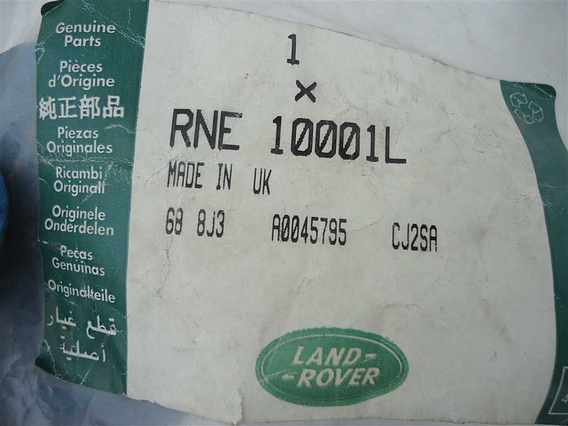 Genuine
Parts
Pièces
d'Origine
純正部品
Piezas
Originales
Ricambi
Originali
Originele
Onderdelen
Peças
Genuinas
Originalteile
قطع غيار
أصلية
1
x
RNE 10001L
MADE IN UK
68 8J3 A0045795 CJ2SA
LAND-
-ROVER